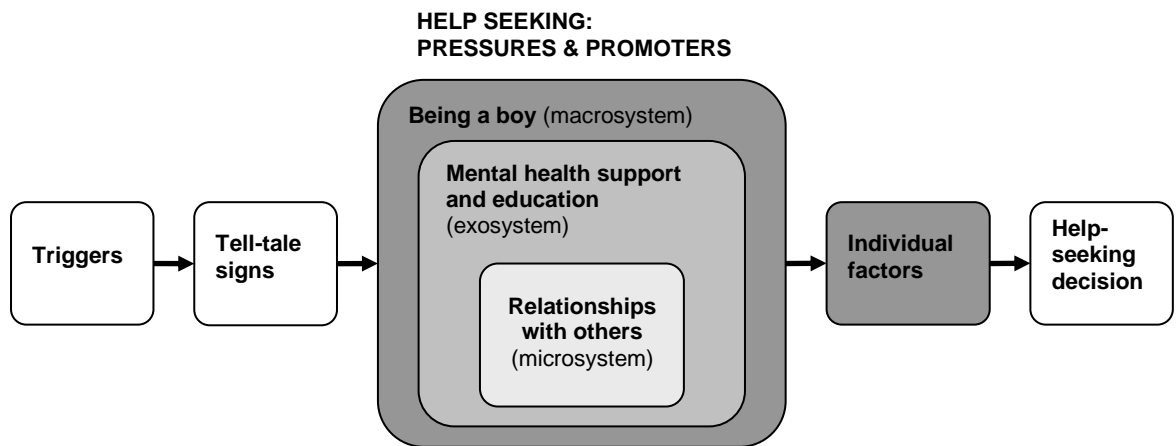 HELP SEEKING:
PRESSURES & PROMOTERS
Being a boy (macrosystem)
Mental health support
and education
(exosystem)
Relationships
with others
(microsystem)
Triggers
Tell-tale
signs
Individual
factors
Help-
seeking
decision